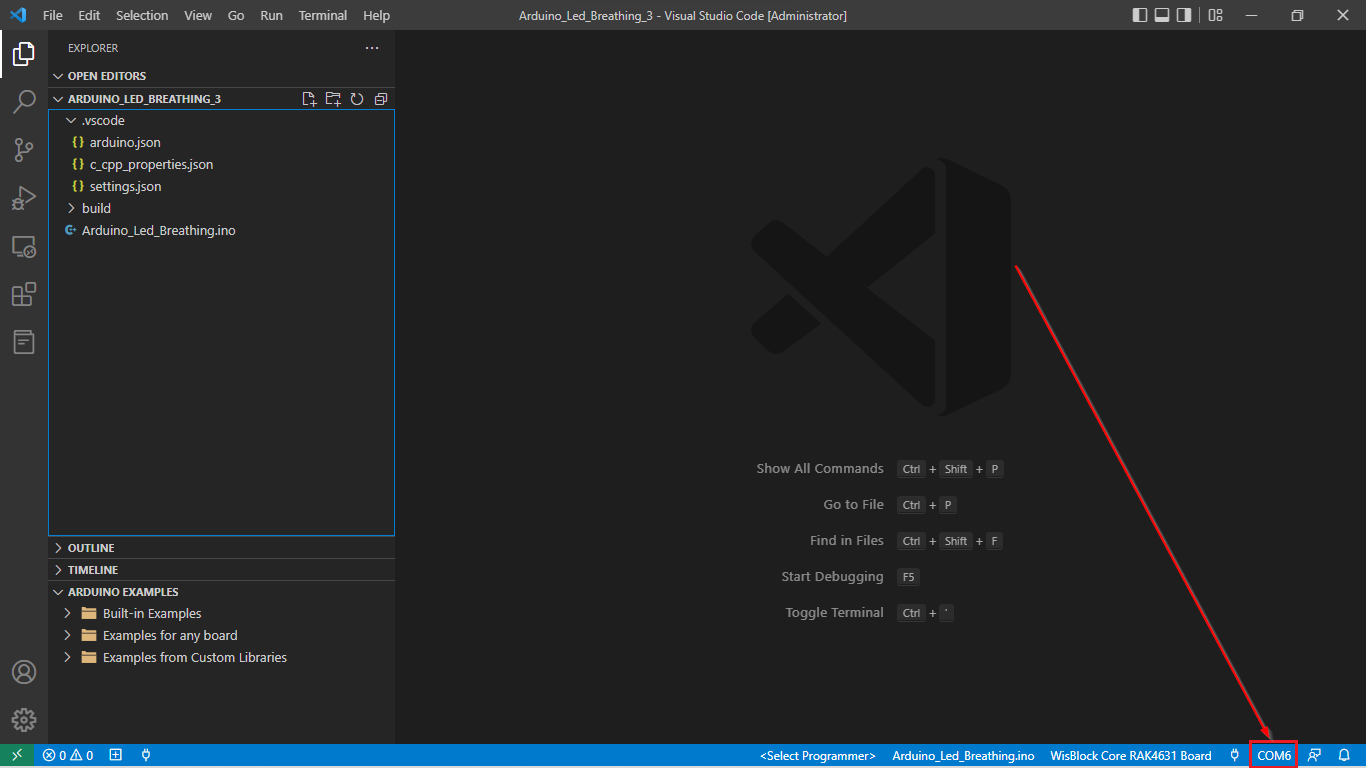 File Edit Selection View Go Run Terminal Help Arduino_Led_Breathing_3 - Visual Studio Code [Administrator]
EXPLORER
OPEN EDITORS
ARDUINO_LED_BREATHING_3
.vscode
{} arduino.json
{} c_cpp_properties.json
{} settings.json
build
Arduino_Led_Breathing.ino
OUTLINE
TIMELINE
ARDUINO EXAMPLES
Built-in Examples
Examples for any board
Examples from Custom Libraries
Show All Commands Ctrl + Shift + P
Go to File Ctrl + P
Find in Files Ctrl + Shift + F
Start Debugging F5
Toggle Terminal Ctrl + '
0 0 <Select Programmer> Arduino_Led_Breathing.ino WisBlock Core RAK4631 Board COM6